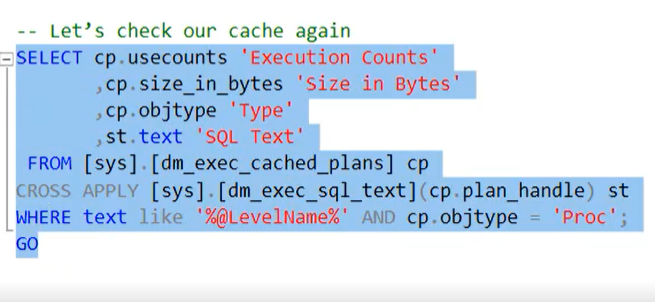 -- Let’s check our cache again
SELECT cp.usecounts 'Execution Counts'
,cp.size_in_bytes 'Size in Bytes'
,cp.objtype 'Type'
,st.text 'SQL Text'
FROM [sys].[dm_exec_cached_plans] cp
CROSS APPLY [sys].[dm_exec_sql_text](cp.plan_handle) st
WHERE text like '%@LevelName%' AND cp.objtype = 'Proc';
GO